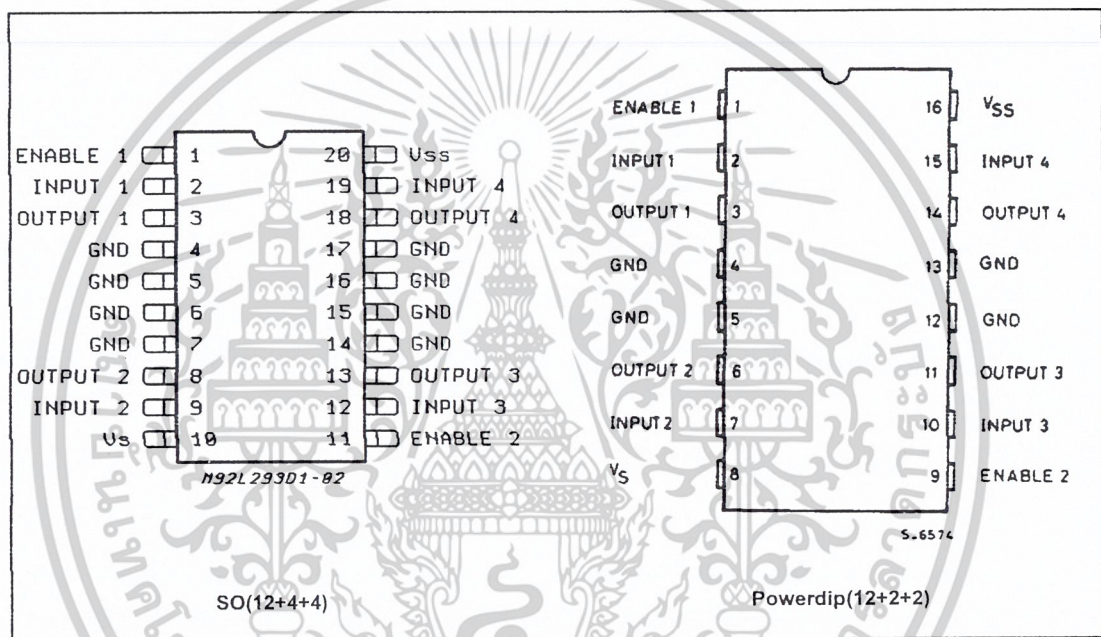 ENABLE 1 1 20 Vss
INPUT 1 2 19 INPUT 4
OUTPUT 1 3 18 OUTPUT 4
GND 4 17 GND
GND 5 16 GND
GND 6 15 GND
GND 7 14 GND
OUTPUT 2 8 13 OUTPUT 3
INPUT 2 9 12 INPUT 3
Vs 10 11 ENABLE 2
M92L293D1-02
SO(12+4+4)
ENABLE 1 1 16 VSS
INPUT 1 2 15 INPUT 4
OUTPUT 1 3 14 OUTPUT 4
GND 4 13 GND
GND 5 12 GND
OUTPUT 2 6 11 OUTPUT 3
INPUT 2 7 10 INPUT 3
VS 8 9 ENABLE 2
S-6574
Powerdip(12+2+2)